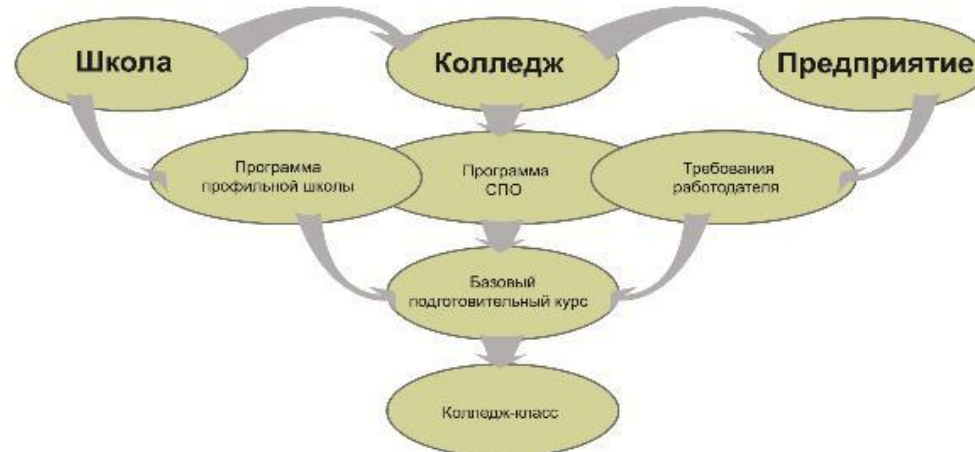 Школа
Колледж
Предприятие
Программа
профильной школы
Программа
СПО
Требования
работодателя
Базовый
подготовительный курс
Колледж-класс